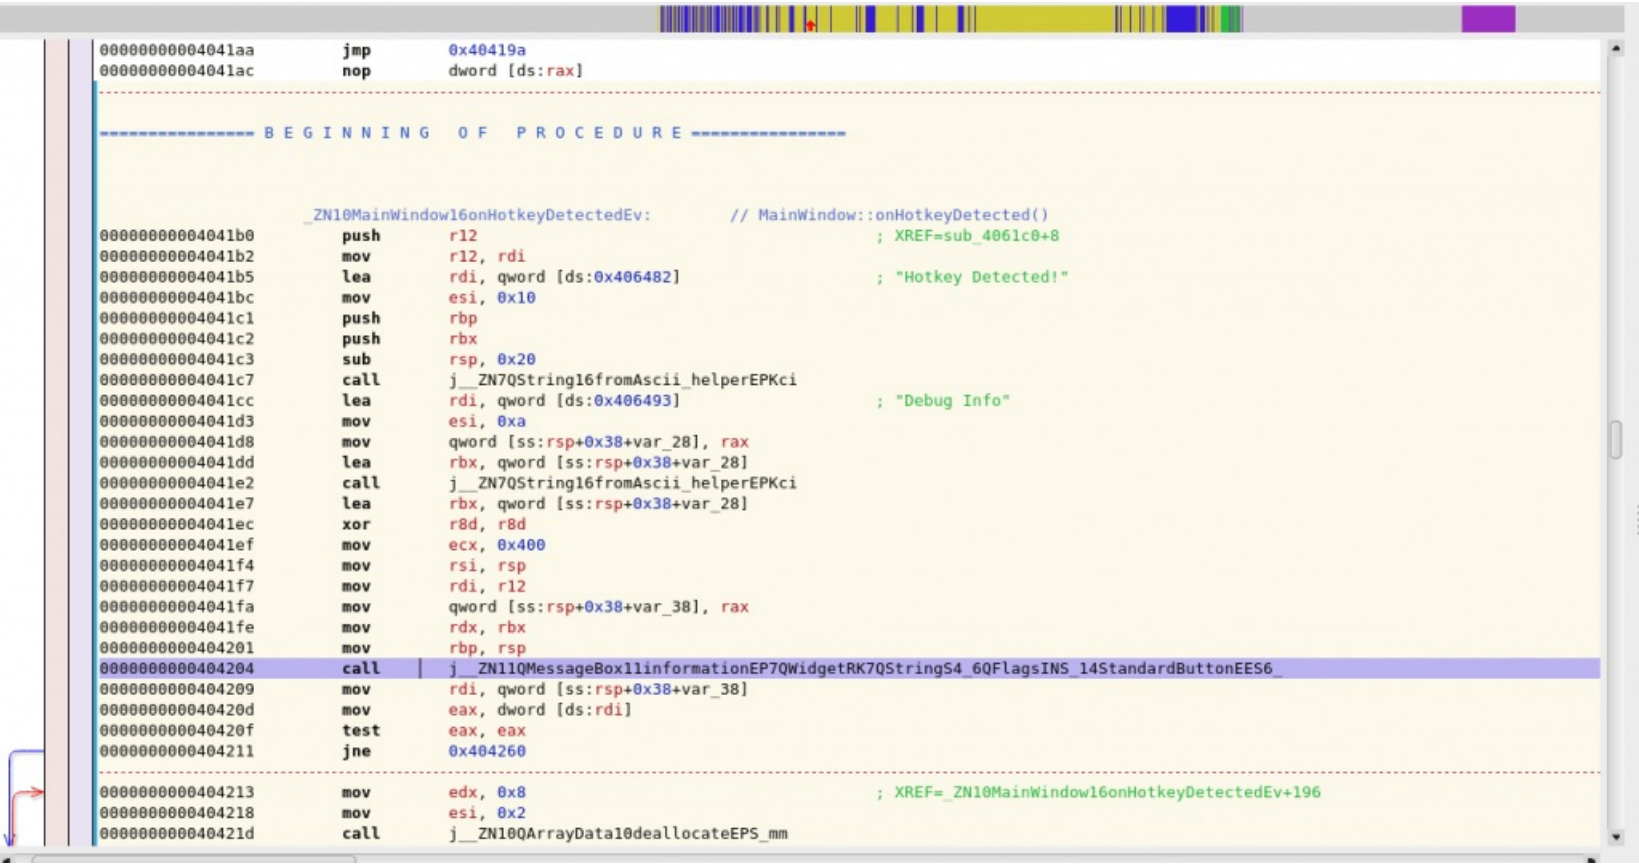 00000000004041aa jmp 0x40419a
00000000004041ac nop dword [ds:rax]
================ B E G I N N I N G   O F   P R O C E D U R E ================
_ZN10MainWindow16onHotkeyDetectedEv: // MainWindow::onHotkeyDetected()
00000000004041b0 push r12 ; XREF=sub_4061c0+8
00000000004041b2 mov r12, rdi
00000000004041b5 lea rdi, qword [ds:0x406482] ; "Hotkey Detected!"
00000000004041bc mov esi, 0x10
00000000004041c1 push rbp
00000000004041c2 push rbx
00000000004041c3 sub rsp, 0x20
00000000004041c7 call j__ZN7QString16fromAscii_helperEPKci
00000000004041cc lea rdi, qword [ds:0x406493] ; "Debug Info"
00000000004041d3 mov esi, 0xa
00000000004041d8 mov qword [ss:rsp+0x38+var_28], rax
00000000004041dd lea rbx, qword [ss:rsp+0x38+var_28]
00000000004041e2 call j__ZN7QString16fromAscii_helperEPKci
00000000004041e7 lea rbx, qword [ss:rsp+0x38+var_28]
00000000004041ec xor r8d, r8d
00000000004041ef mov ecx, 0x400
00000000004041f4 mov rsi, rsp
00000000004041f7 mov rdi, r12
00000000004041fa mov qword [ss:rsp+0x38+var_38], rax
00000000004041fe mov rdx, rbx
0000000000404201 mov rbp, rsp
0000000000404204 call j__ZN11QMessageBox11informationEP7QWidgetRK7QStringS4_6QFlagsINS_14StandardButtonEES6_
0000000000404209 mov rdi, qword [ss:rsp+0x38+var_38]
000000000040420d mov eax, dword [ds:rdi]
000000000040420f test eax, eax
0000000000404211 jne 0x404260
0000000000404213 mov edx, 0x8 ; XREF=_ZN10MainWindow16onHotkeyDetectedEv+196
0000000000404218 mov esi, 0x2
000000000040421d call j__ZN10QArrayData10deallocateEPS_mm